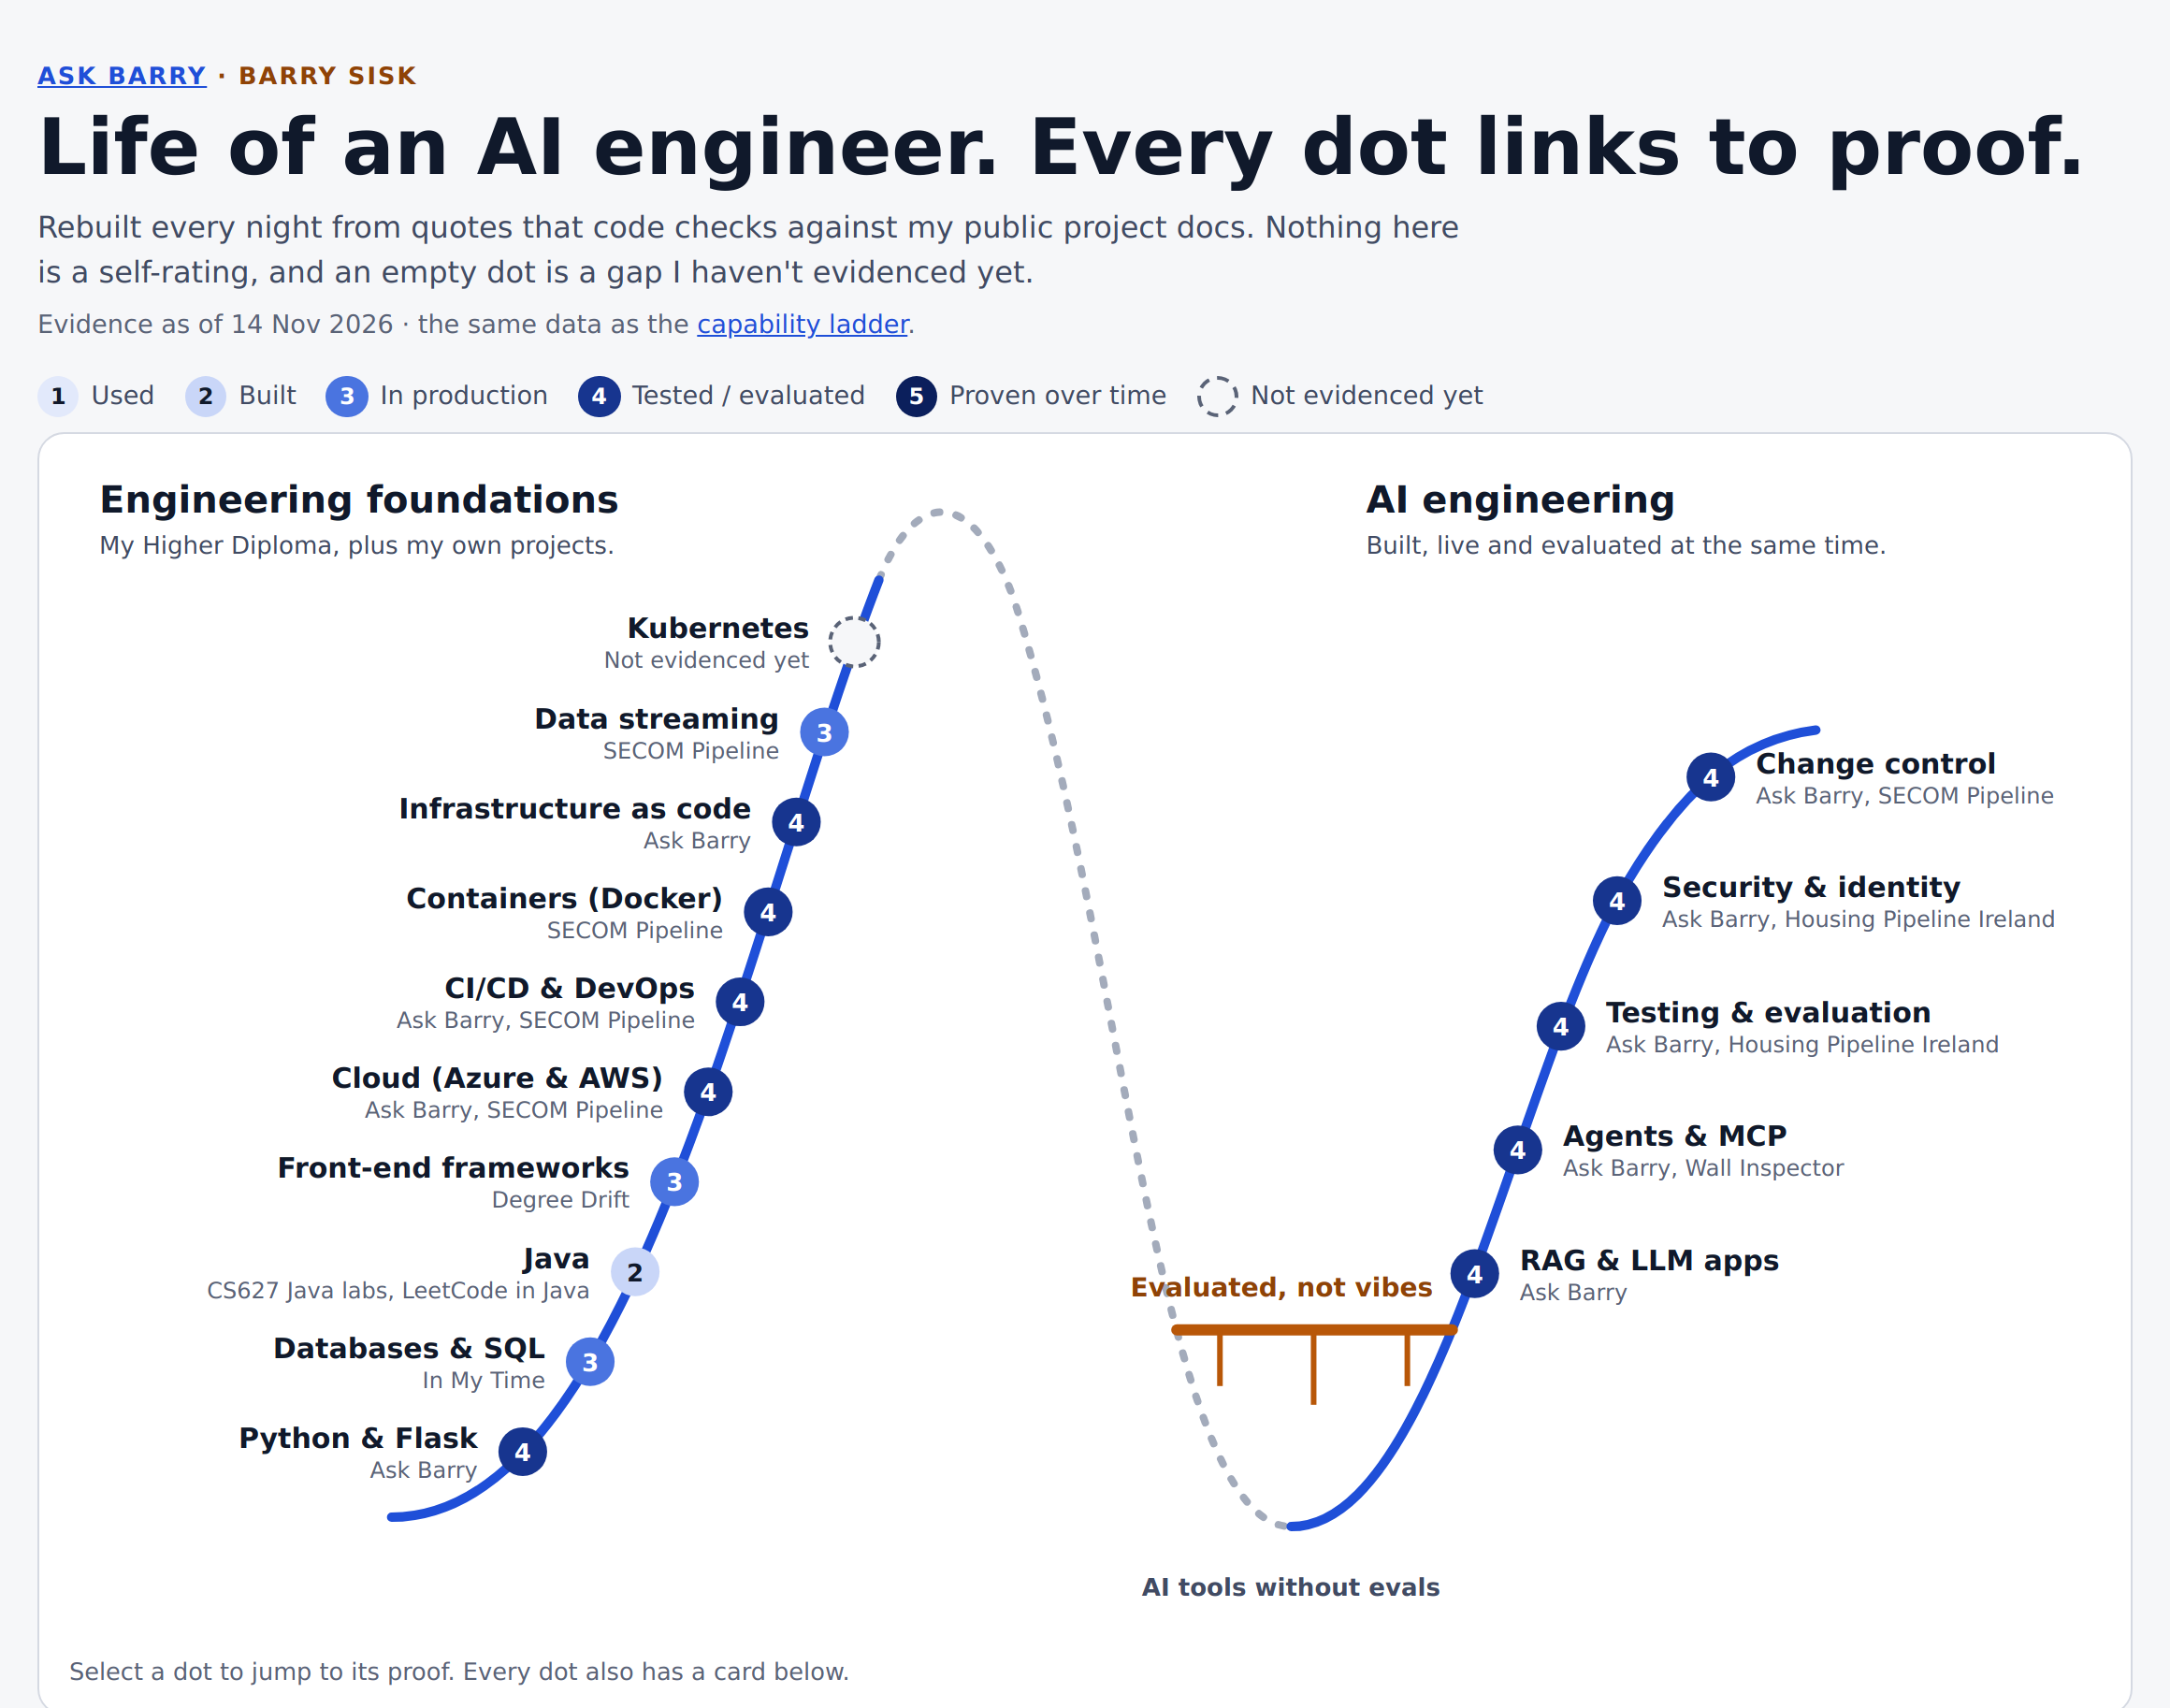 ASK BARRY · BARRY SISK
Life of an AI engineer. Every dot links to proof.
Rebuilt every night from quotes that code checks against my public project docs. Nothing here
is a self-rating, and an empty dot is a gap I haven't evidenced yet.
Evidence as of 14 Nov 2026 · the same data as the capability ladder.
1 Used 2 Built 3 In production 4 Tested / evaluated 5 Proven over time Not evidenced yet
Engineering foundations
My Higher Diploma, plus my own projects.
Kubernetes
Not evidenced yet
Data streaming
SECOM Pipeline
3
Infrastructure as code
Ask Barry
4
Containers (Docker)
SECOM Pipeline
4
CI/CD & DevOps
Ask Barry, SECOM Pipeline
4
Cloud (Azure & AWS)
Ask Barry, SECOM Pipeline
4
Front-end frameworks
Degree Drift
3
Java
CS627 Java labs, LeetCode in Java
2
Databases & SQL
In My Time
3
Python & Flask
Ask Barry
4
AI engineering
Built, live and evaluated at the same time.
4
Change control
Ask Barry, SECOM Pipeline
4
Security & identity
Ask Barry, Housing Pipeline Ireland
4
Testing & evaluation
Ask Barry, Housing Pipeline Ireland
4
Agents & MCP
Ask Barry, Wall Inspector
4
RAG & LLM apps
Ask Barry
Evaluated, not vibes
AI tools without evals
Select a dot to jump to its proof. Every dot also has a card below.